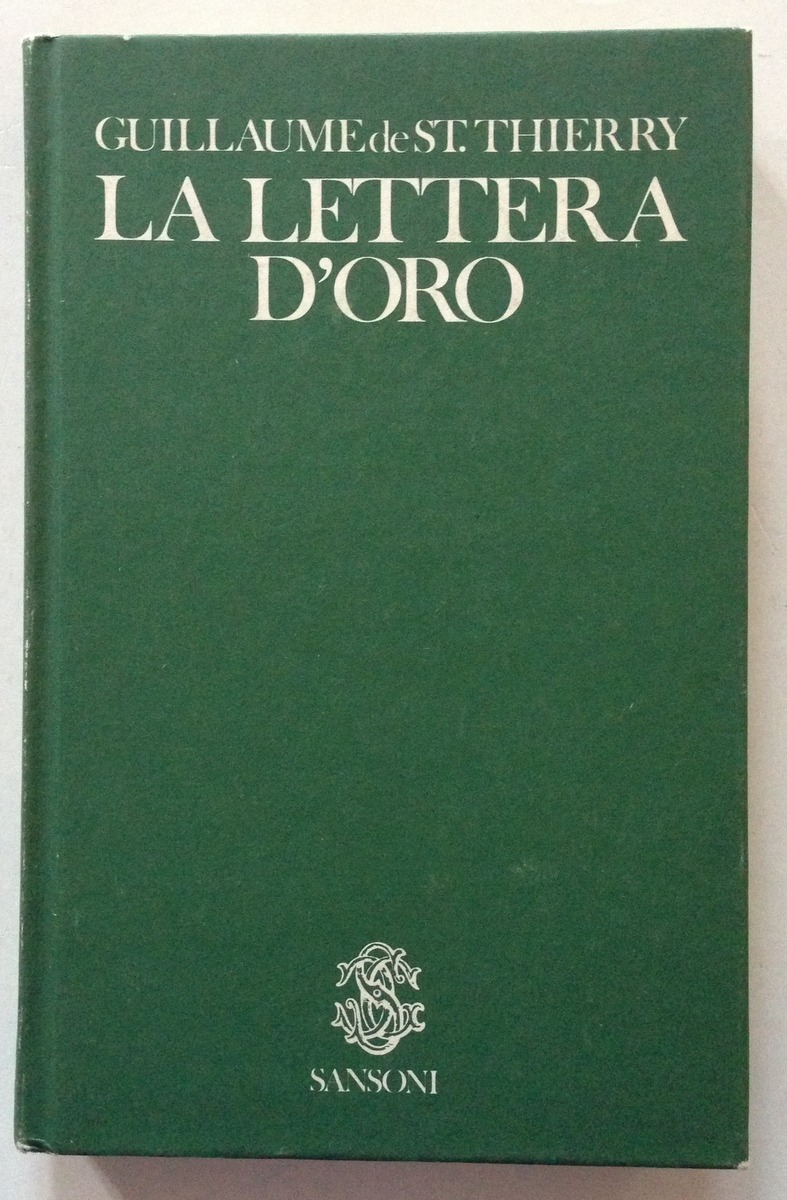 GUILLAUME de ST. THIERRY
LA LETTERA
D'ORO
SANSONI